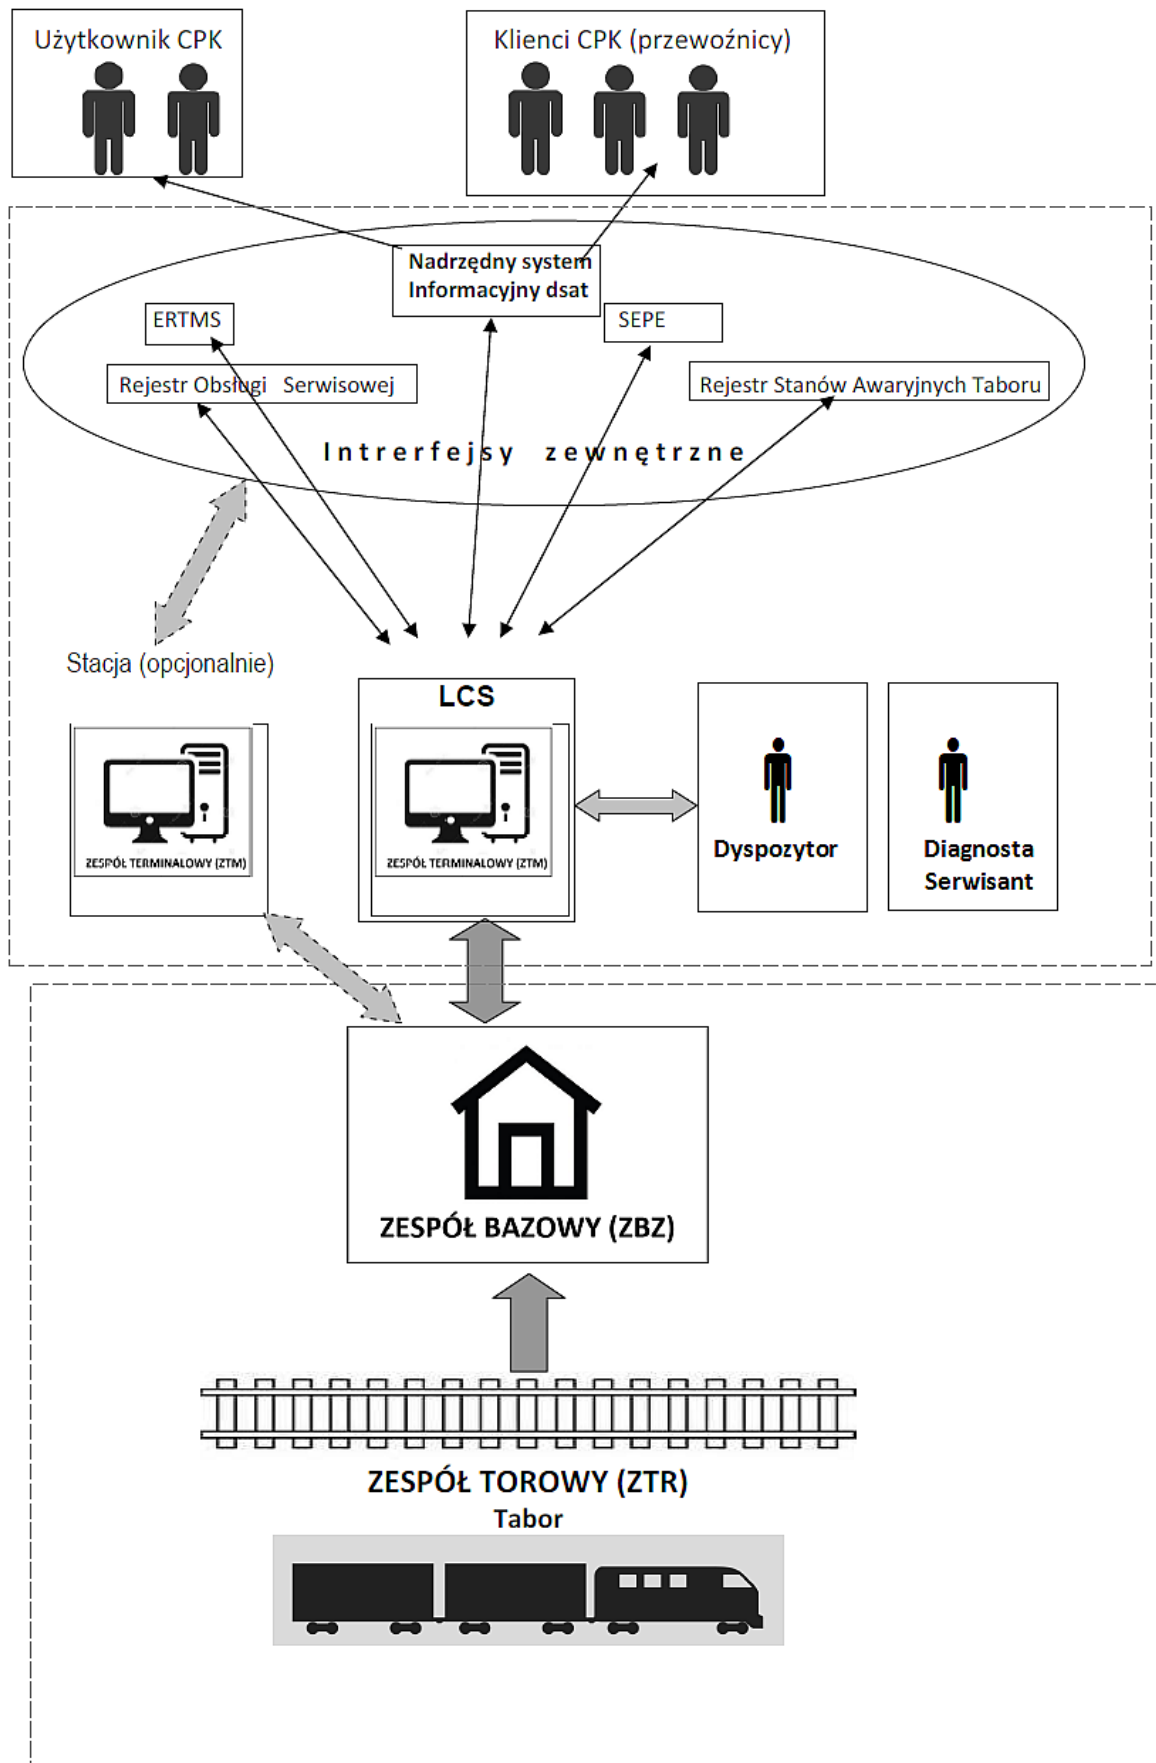 Użytkownik CPK
Klienci CPK (przewoźnicy)
Nadrzędny system
Informacyjny dsat
ERTMS
SEPE
Rejestr Obsługi Serwisowej
Rejestr Stanów Awaryjnych Taboru
Intrerfejsy zewnętrzne
Stacja (opcjonalnie)
LCS
ZESPÓŁ TERMINALOWY (ZTM)
ZESPÓŁ TERMINALOWY (ZTM)
Dyspozytor
Diagnosta
Serwisant
ZESPÓŁ BAZOWY (ZBZ)
ZESPÓŁ TOROWY (ZTR)
Tabor